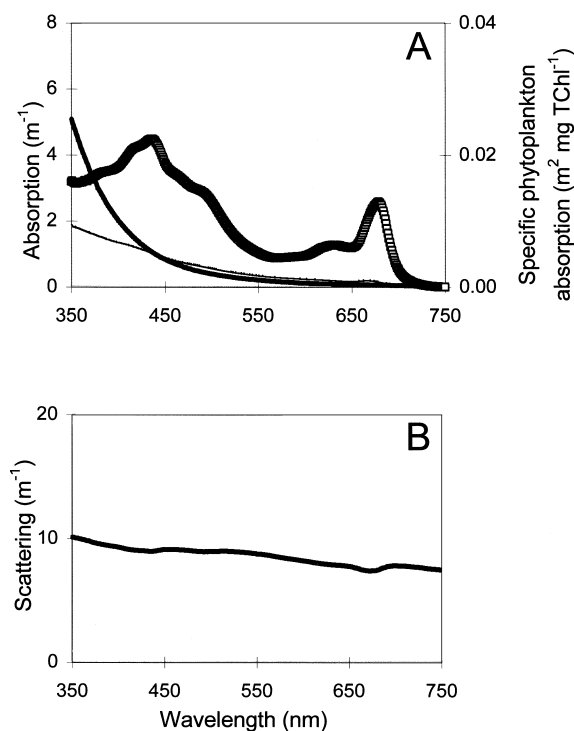 A
8
6
4
2
0
Absorption (m⁻¹)
0.04
0.02
0.00
Specific phytoplankton
absorption (m² mg TChl⁻¹)
350 450 550 650 750
B
20
10
0
Scattering (m⁻¹)
350 450 550 650 750
Wavelength (nm)